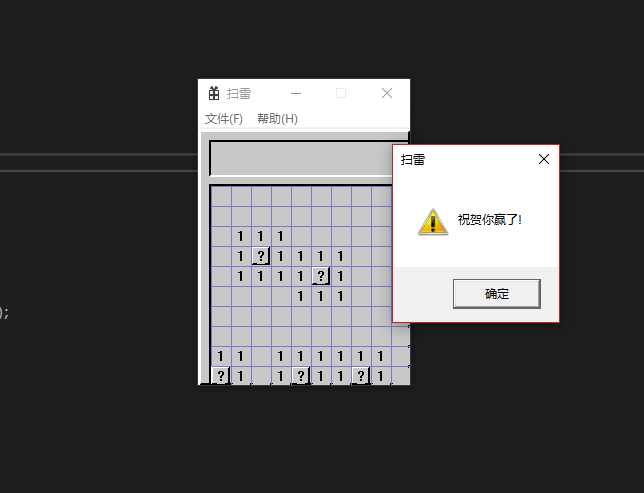 扫雷
文件(F) 帮助(H)
扫雷
祝贺你赢了!
确定
1 1 1
1 ? 1 1 1 1
1 1 1 1 ? 1
1 1 1
);
1 1 1 1 1 1 1 1
? 1 1 ? 1 1 ? 1